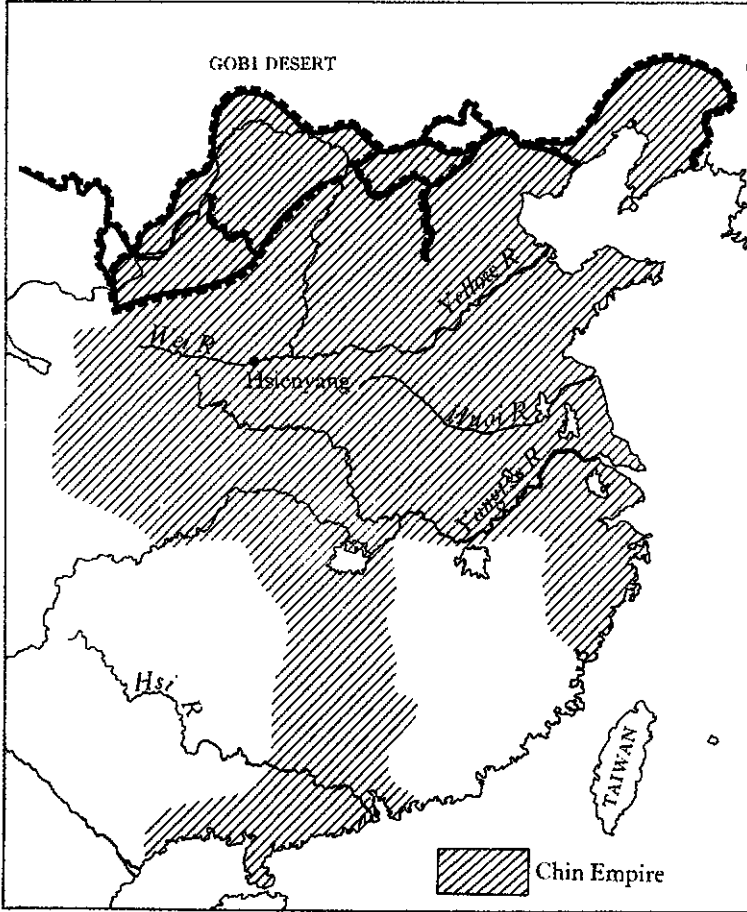 GOBI DESERT
Yellow R
Wei R
Hsienyang
Huai R
Yangtze R
Hsi R
TAIWAN
Chin Empire